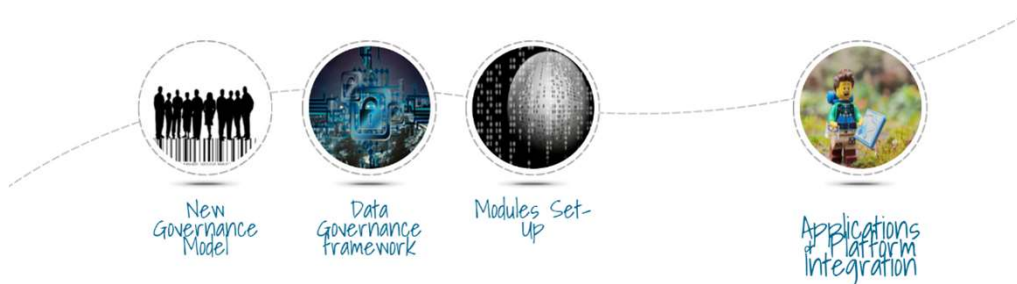 New
Governance
Model
Data
Governance
Framework
Modules Set-
Up
Applications
& Platform
Integration